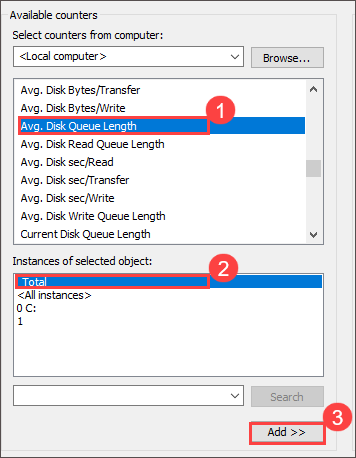 Available counters
Select counters from computer:
<Local computer>
Browse...
Avg. Disk Bytes/Transfer
Avg. Disk Bytes/Write
1
Avg. Disk Queue Length
Avg. Disk Read Queue Length
Avg. Disk sec/Read
Avg. Disk sec/Transfer
Avg. Disk sec/Write
Avg. Disk Write Queue Length
Current Disk Queue Length
Instances of selected object:
2
_Total
<All instances>
0 C:
1
Search
3
Add >>